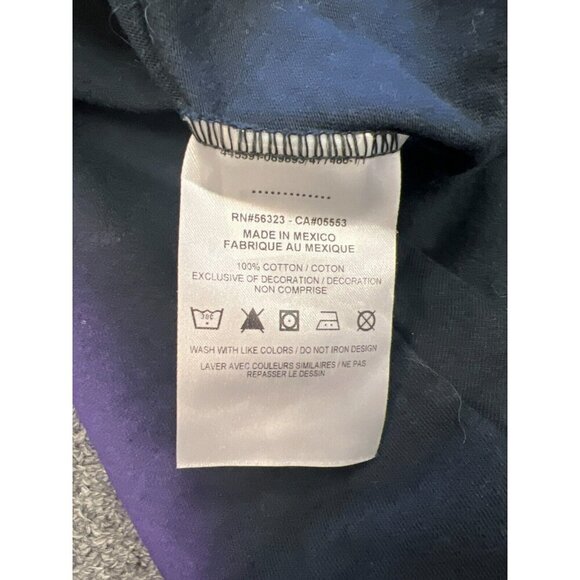 RN#56323 - CA#05553
MADE IN MEXICO
FABRIQUE AU MEXIQUE
100% COTTON / COTON
EXCLUSIVE OF DECORATION / DECORATION
NON COMPRISE
30C
WASH WITH LIKE COLORS / DO NOT IRON DESIGN
LAVER AVEC COULEURS SIMILAIRES / NE PAS
REPASSER LE DESSIN